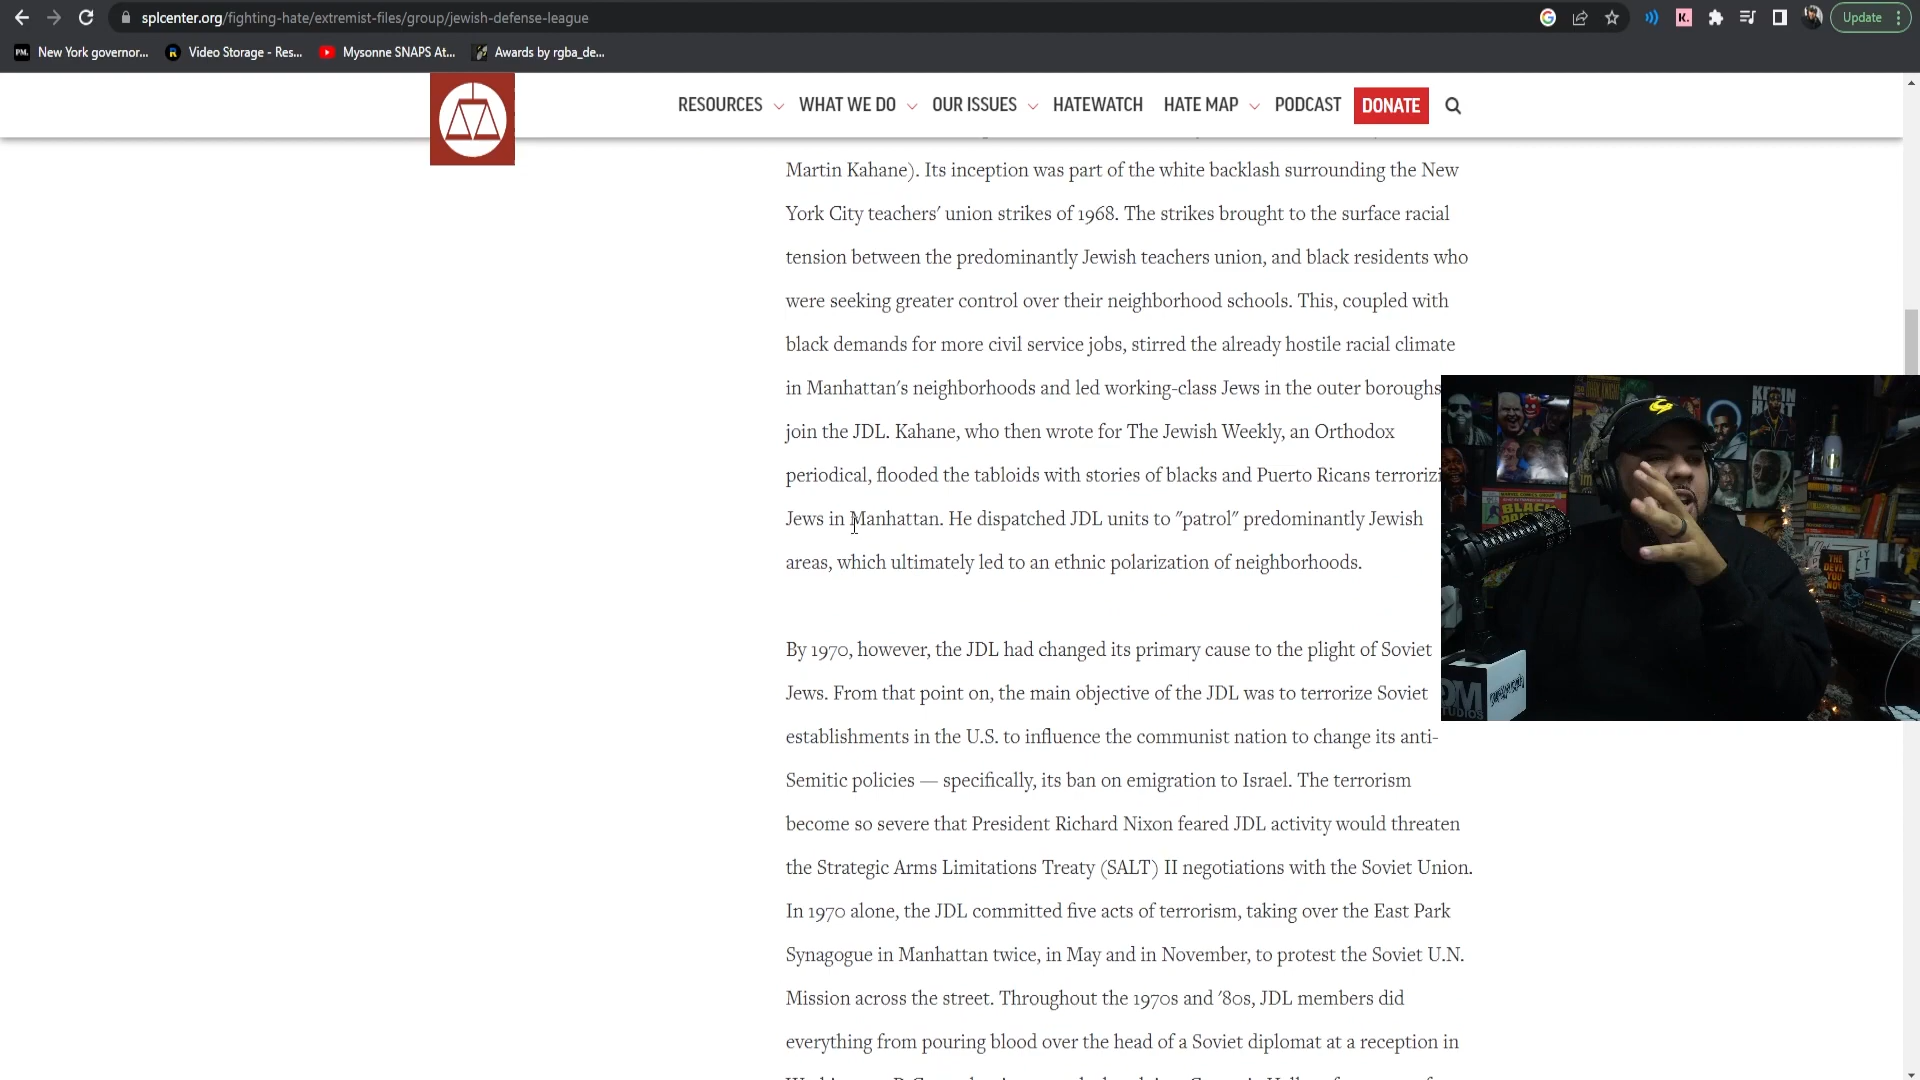 splcenter.org/fighting-hate/extremist-files/group/jewish-defense-league
Update
New York governor...
Video Storage - Res...
Mysonne SNAPS At...
Awards by rgba_de...
RESOURCES
WHAT WE DO
OUR ISSUES
HATEWATCH
HATE MAP
PODCAST
DONATE
Martin Kahane). Its inception was part of the white backlash surrounding the New
York City teachers' union strikes of 1968. The strikes brought to the surface racial
tension between the predominantly Jewish teachers union, and black residents who
were seeking greater control over their neighborhood schools. This, coupled with
black demands for more civil service jobs, stirred the already hostile racial climate
in Manhattan's neighborhoods and led working-class Jews in the outer boroughs
join the JDL. Kahane, who then wrote for The Jewish Weekly, an Orthodox
periodical, flooded the tabloids with stories of blacks and Puerto Ricans
Jews in Manhattan. He dispatched JDL units to "patrol" predominantly Jewish
areas, which ultimately led to an ethnic polarization of neighborhoods.
By 1970, however, the JDL had changed its primary cause to the plight of Soviet
Jews. From that point on, the main objective of the JDL was to terrorize Soviet
establishments in the U.S. to influence the communist nation to change its anti-
Semitic policies — specifically, its ban on emigration to Israel. The terrorism
become so severe that President Richard Nixon feared JDL activity would threaten
the Strategic Arms Limitations Treaty (SALT) II negotiations with the Soviet Union.
In 1970 alone, the JDL committed five acts of terrorism, taking over the East Park
Synagogue in Manhattan twice, in May and in November, to protest the Soviet U.N.
Mission across the street. Throughout the 1970s and '80s, JDL members did
everything from pouring blood over the head of a Soviet diplomat at a reception in
KEVIN HART
THE DEVIL YOU KNOW
DM STUDIOS